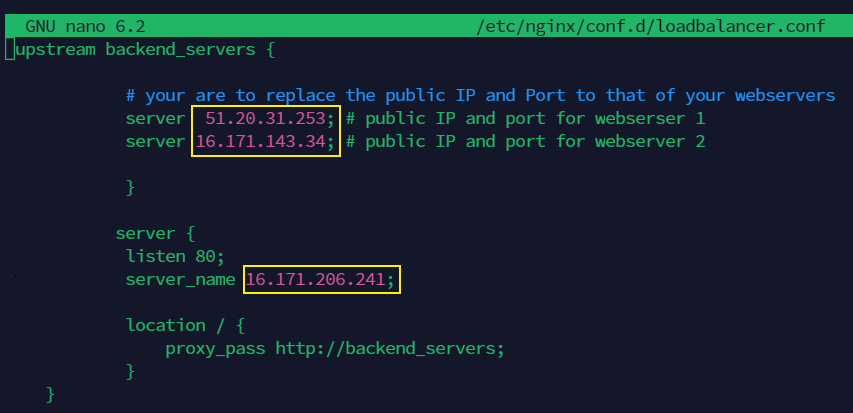 GNU nano 6.2 /etc/nginx/conf.d/loadbalancer.conf
upstream backend_servers {
# your are to replace the public IP and Port to that of your webservers
server 51.20.31.253; # public IP and port for webserser 1
server 16.171.143.34; # public IP and port for webserver 2
}
server {
listen 80;
server_name 16.171.206.241;
location / {
proxy_pass http://backend_servers;
}
}